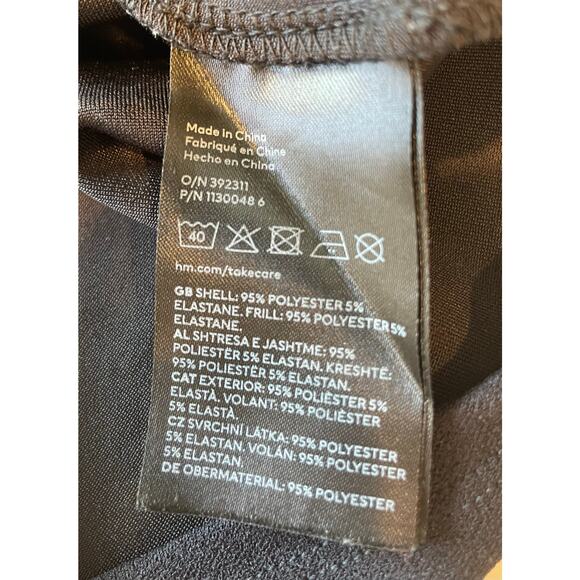 Made in China
Fabriqué en Chine
Hecho en China
O/N 392311
P/N 1130048 6
40
hm.com/takecare
GB SHELL: 95% POLYESTER 5%
ELASTANE. FRILL: 95% POLYESTER 5%
ELASTANE.
AL SHTRESA E JASHTME: 95%
POLIESTËR 5% ELASTAN. KRESHTË:
95% POLIESTËR 5% ELASTAN.
CAT EXTERIOR: 95% POLIÈSTER 5%
ELASTÀ. VOLANT: 95% POLIÈSTER
5% ELASTÀ.
CZ SVRCHNÍ LÁTKA: 95% POLYESTER
5% ELASTAN. VOLÁN: 95% POLYESTER
5% ELASTAN.
DE OBERMATERIAL: 95% POLYESTER